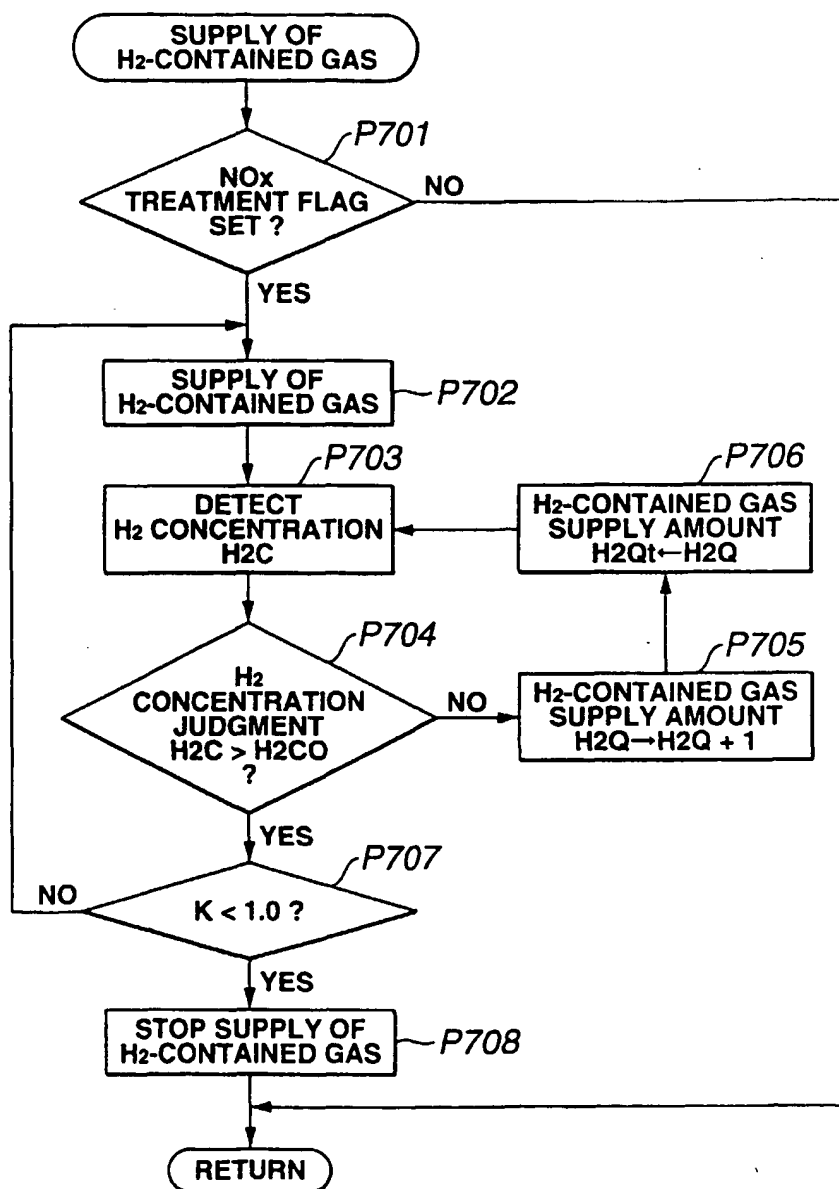 SUPPLY OF
H2-CONTAINED GAS
P701
NOx
TREATMENT FLAG
SET ?
NO
YES
SUPPLY OF
H2-CONTAINED GAS
P702
P703
DETECT
H2 CONCENTRATION
H2C
P706
H2-CONTAINED GAS
SUPPLY AMOUNT
H2Qt←H2Q
P704
H2
CONCENTRATION
JUDGMENT
H2C > H2CO
?
NO
P705
H2-CONTAINED GAS
SUPPLY AMOUNT
H2Q→H2Q + 1
YES
P707
NO
K < 1.0 ?
YES
STOP SUPPLY OF
H2-CONTAINED GAS
P708
RETURN